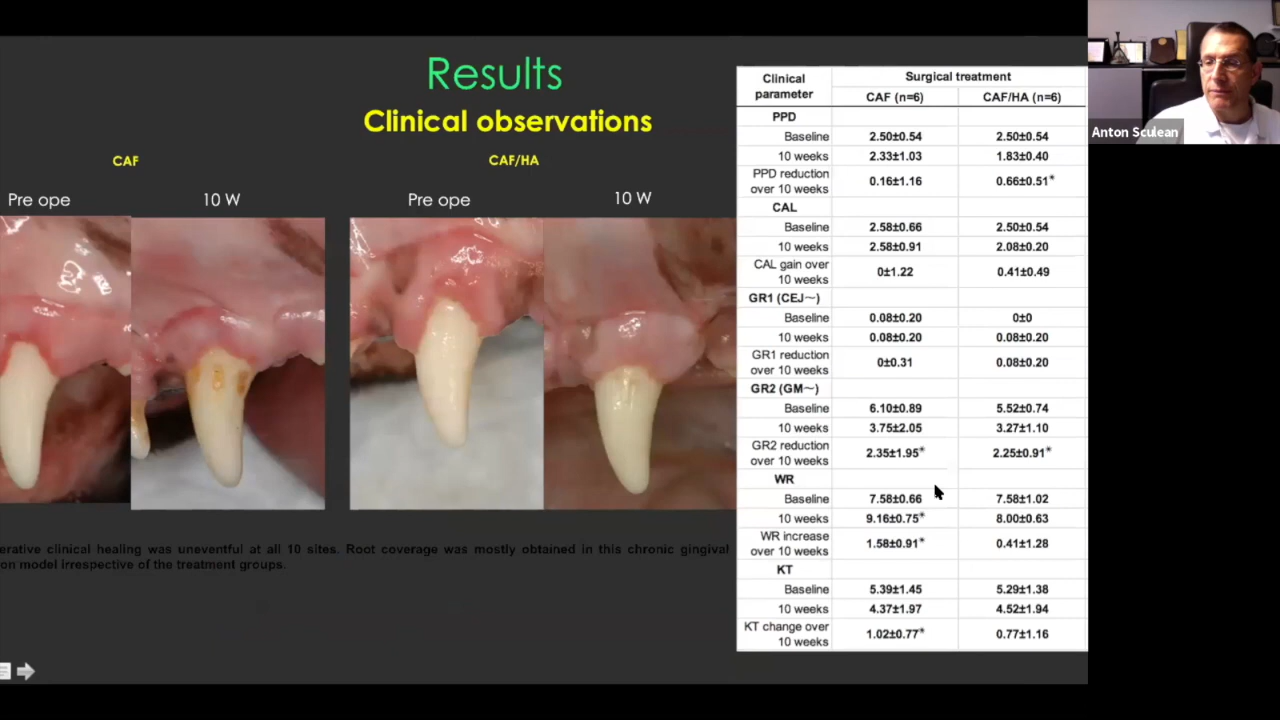 Results
Clinical observations
CAF
CAF/HA
Pre ope
10 W
Pre ope
10 W
erative clinical healing was uneventful at all 10 sites. Root coverage was mostly obtained in this chronic gingival
on model irrespective of the treatment groups.
Clinical parameter Surgical treatment
CAF (n=6) CAF/HA (n=6)
PPD
Baseline 2.50±0.54 2.50±0.54
10 weeks 2.33±1.03 1.83±0.40
PPD reduction over 10 weeks 0.16±1.16 0.66±0.51*
CAL
Baseline 2.58±0.66 2.50±0.54
10 weeks 2.58±0.91 2.08±0.20
CAL gain over 10 weeks 0±1.22 0.41±0.49
GR1 (CEJ～)
Baseline 0.08±0.20 0±0
10 weeks 0.08±0.20 0.08±0.20
GR1 reduction over 10 weeks 0±0.31 0.08±0.20
GR2 (GM～)
Baseline 6.10±0.89 5.52±0.74
10 weeks 3.75±2.05 3.27±1.10
GR2 reduction over 10 weeks 2.35±1.95* 2.25±0.91*
WR
Baseline 7.58±0.66 7.58±1.02
10 weeks 9.16±0.75* 8.00±0.63
WR increase over 10 weeks 1.58±0.91* 0.41±1.28
KT
Baseline 5.39±1.45 5.29±1.38
10 weeks 4.37±1.97 4.52±1.94
KT change over 10 weeks 1.02±0.77* 0.77±1.16
Anton Sculean